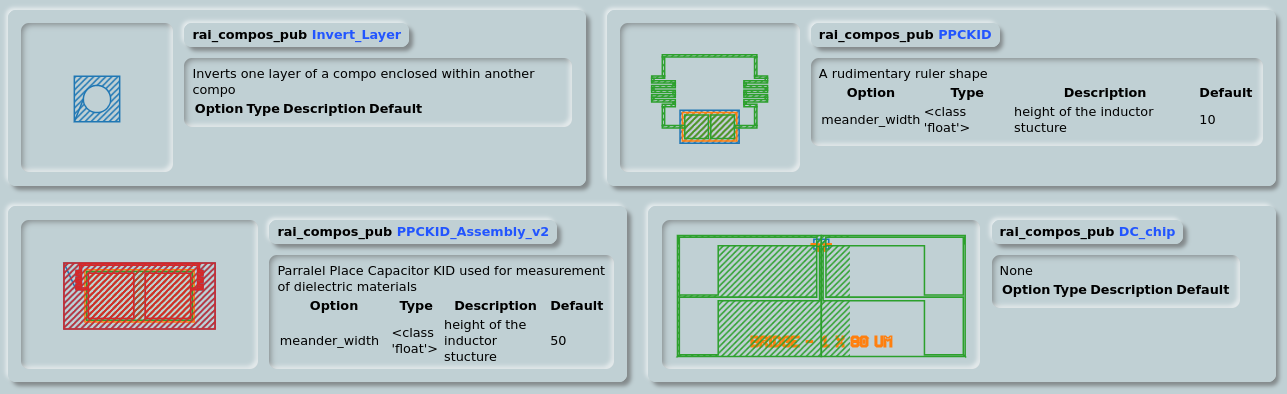 rai_compos_pub Invert_Layer
Inverts one layer of a compo enclosed within another
compo
Option Type Description Default
rai_compos_pub PPCKID
A rudimentary ruler shape
Option Type Description Default
meander_width <class 'float'> height of the inductor stucture 10
rai_compos_pub PPCKID_Assembly_v2
Parralel Place Capacitor KID used for measurement
of dielectric materials
Option Type Description Default
meander_width <class 'float'> height of the inductor stucture 50
rai_compos_pub DC_chip
None
Option Type Description Default
BRIDGE - 1 X 80 UM